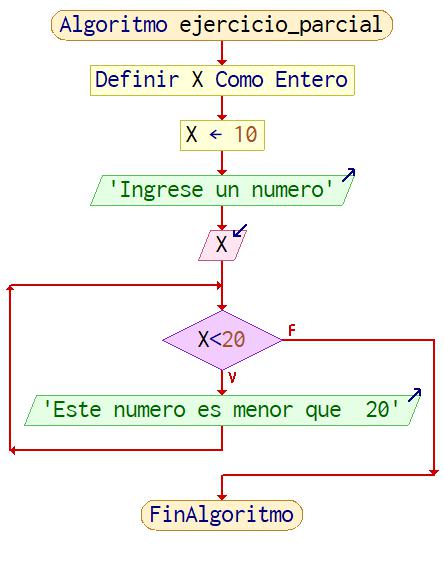 Algoritmo ejercicio_parcial
Definir X Como Entero
X ← 10
'Ingrese un numero'
X
X<20
F
V
'Este numero es menor que  20'
FinAlgoritmo